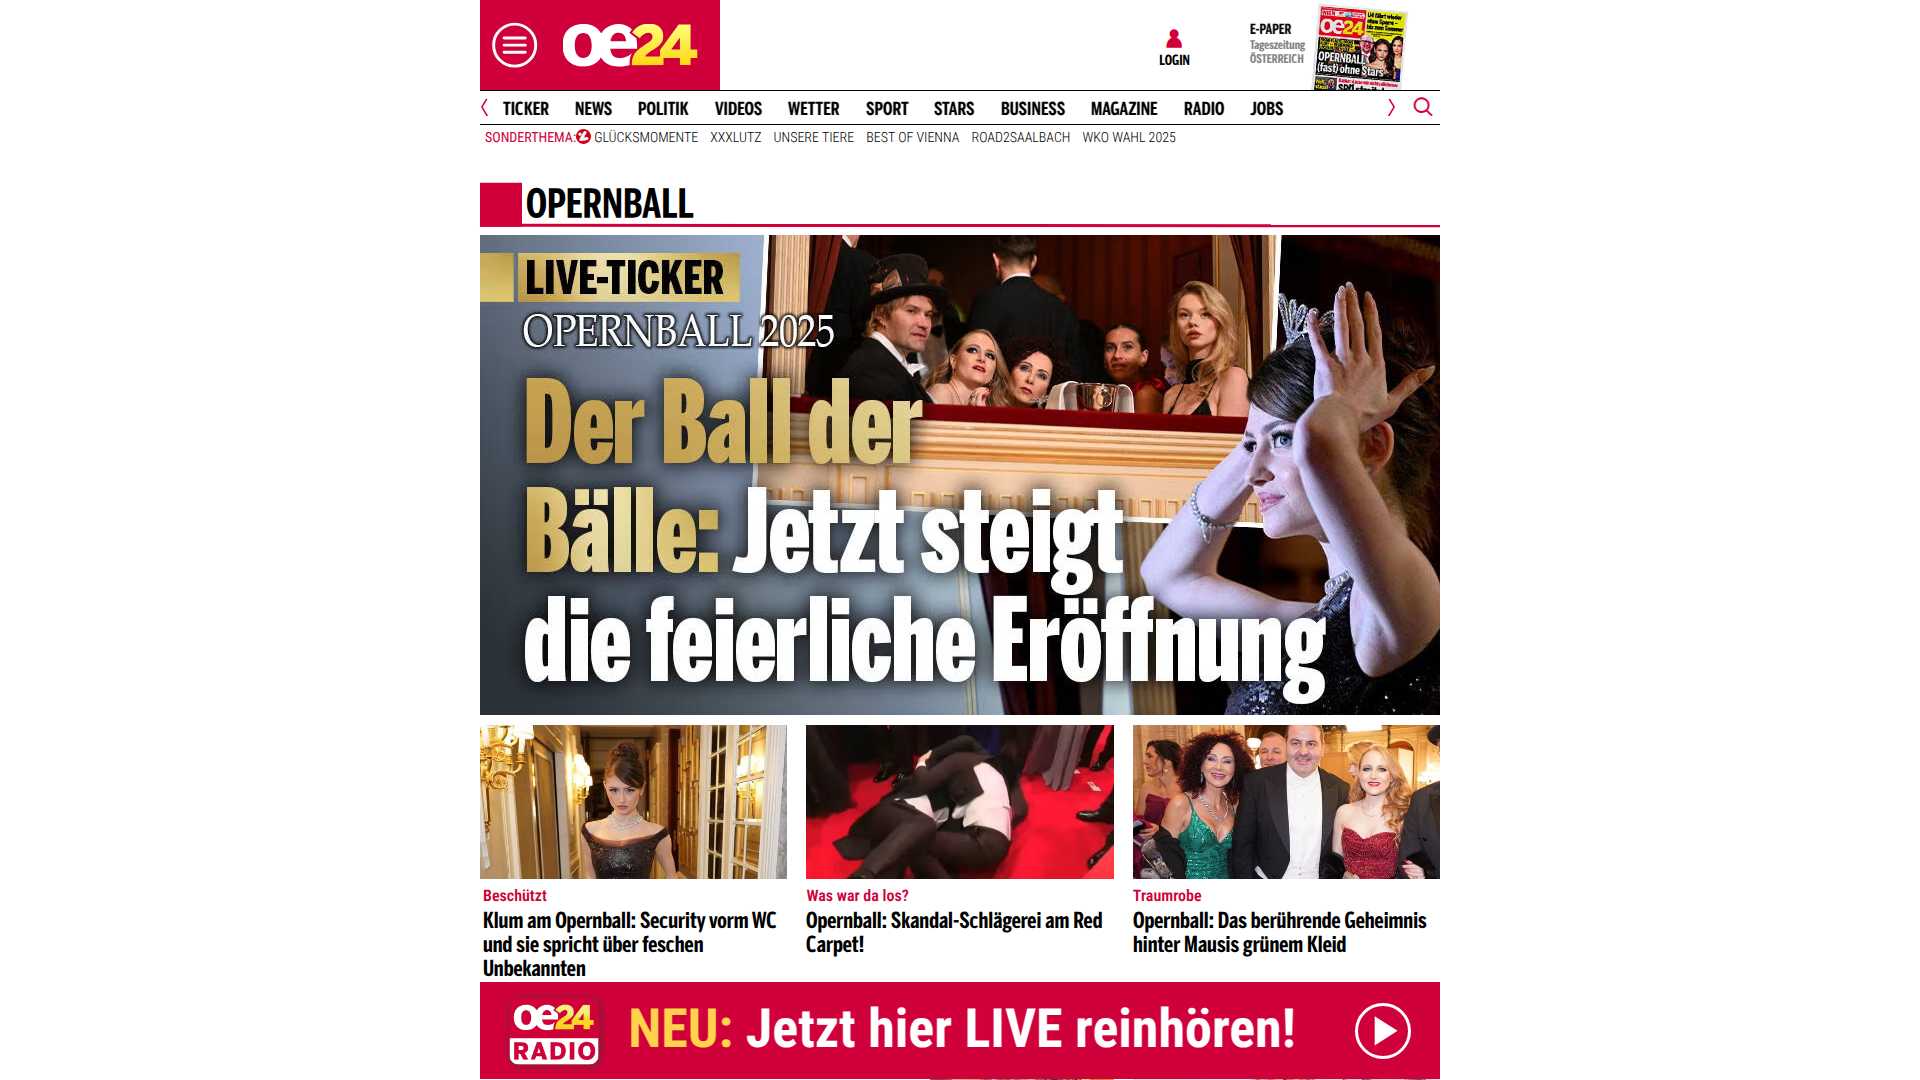 oe24
LOGIN
E-PAPER
Tageszeitung
ÖSTERREICH
oe24
OPERNBALL
(fast) ohne Stars
TICKER NEWS POLITIK VIDEOS WETTER SPORT STARS BUSINESS MAGAZINE RADIO JOBS
SONDERTHEMA: GLÜCKSMOMENTE XXXLUTZ UNSERE TIERE BEST OF VIENNA ROAD2SAALBACH WKO WAHL 2025
OPERNBALL
LIVE-TICKER
OPERNBALL 2025
Der Ball der
Bälle: Jetzt steigt
die feierliche Eröffnung
Beschützt
Klum am Opernball: Security vorm WC
und sie spricht über feschen
Unbekannten
Was war da los?
Opernball: Skandal-Schlägerei am Red
Carpet!
Traumrobe
Opernball: Das berührende Geheimnis
hinter Mausis grünem Kleid
oe24
RADIO
NEU: Jetzt hier LIVE reinhören!